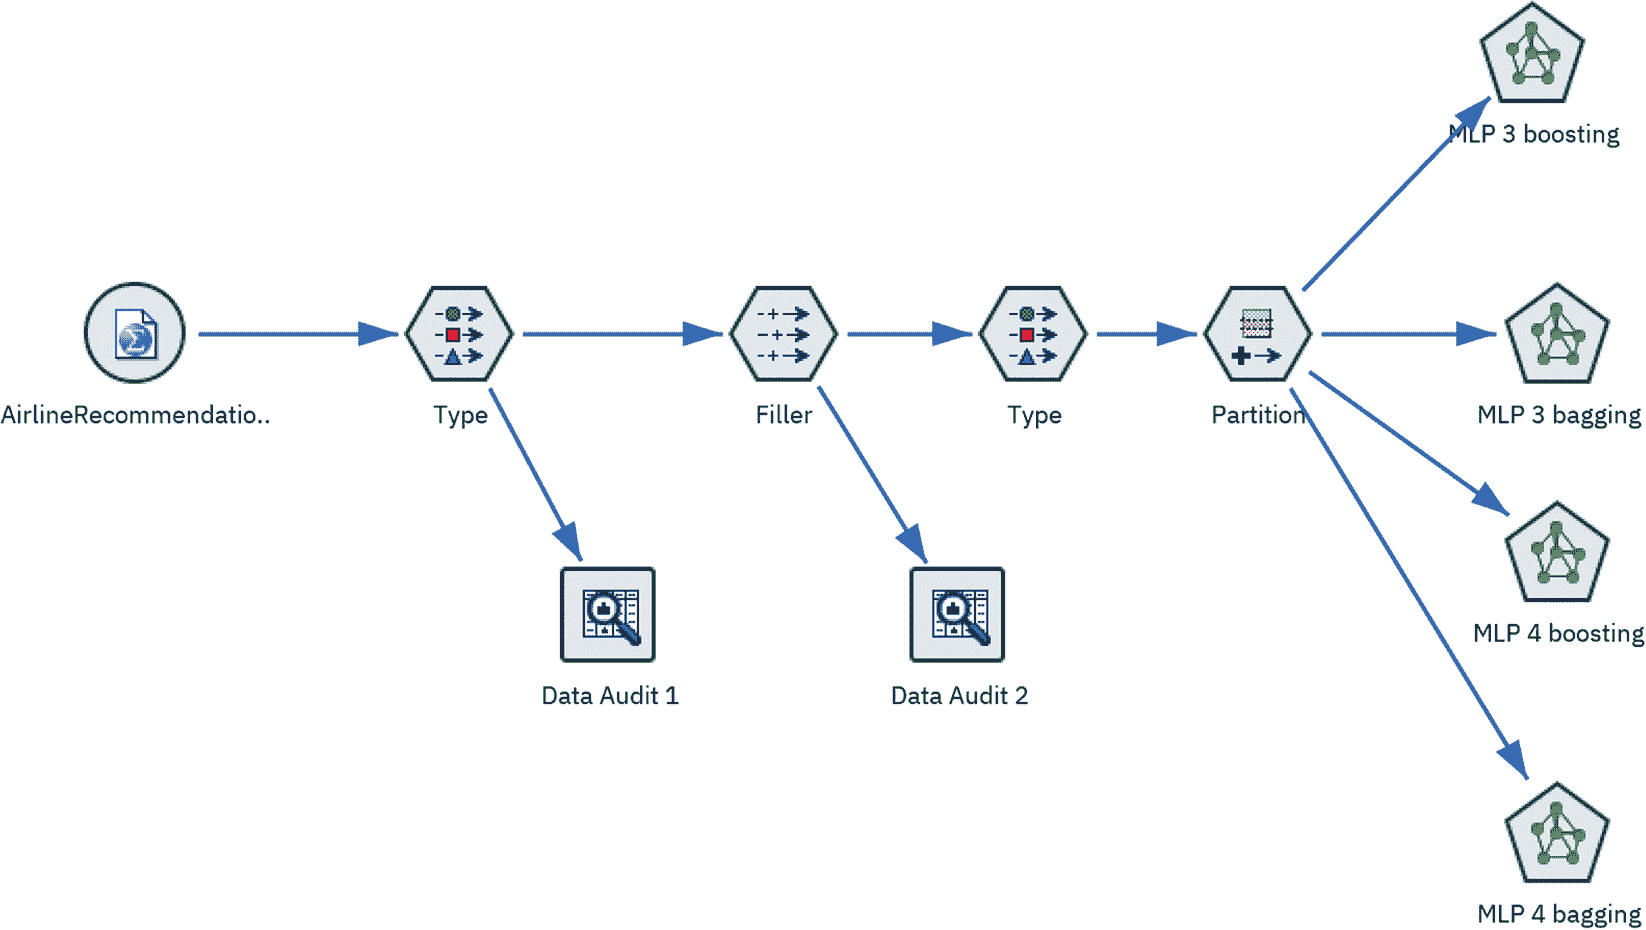 MLP 3 boosting
AirlineRecommendatio..
Type
Filler
Type
Partition
MLP 3 bagging
MLP 4 boosting
Data Audit 1
Data Audit 2
MLP 4 bagging